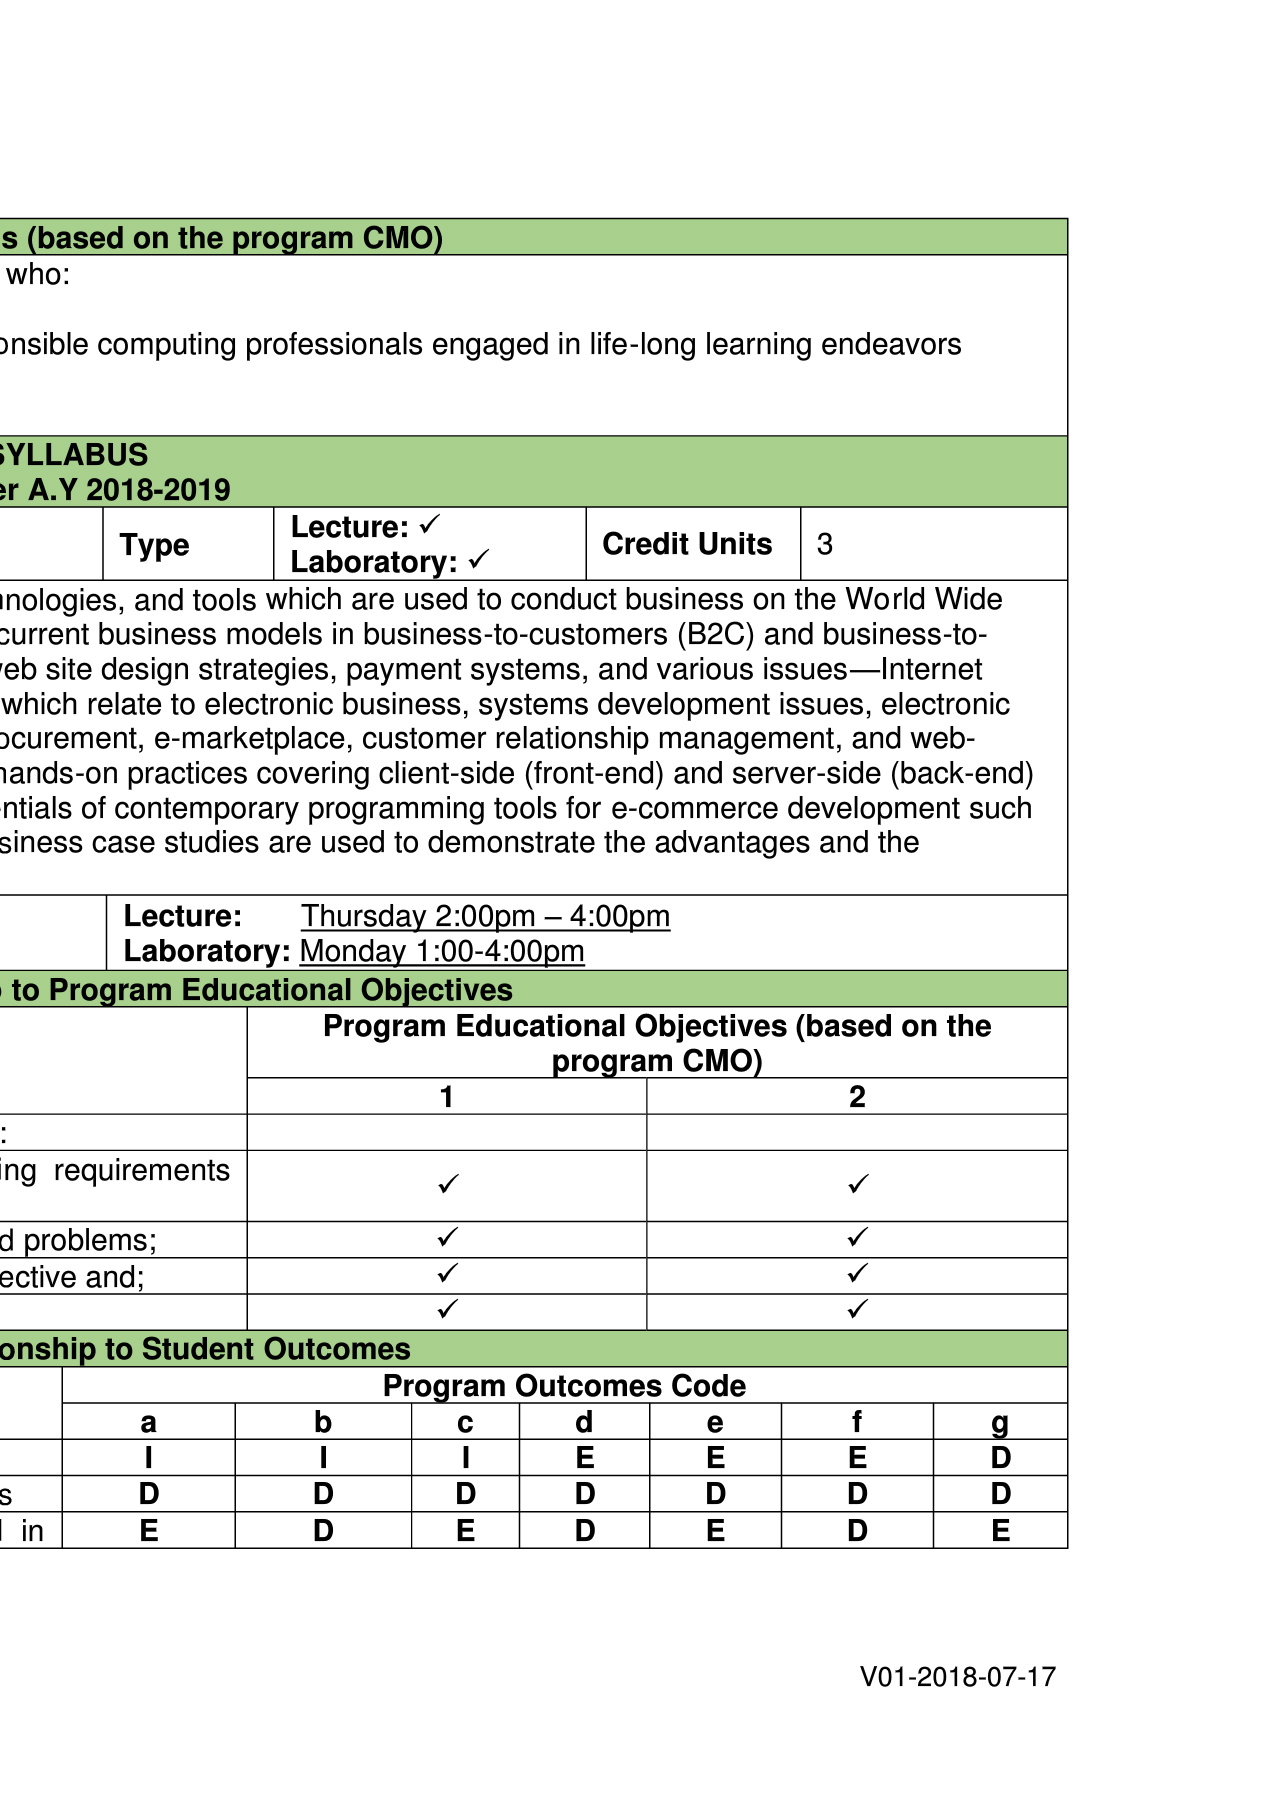 s (based on the program CMO)
who:
onsible computing professionals engaged in life-long learning endeavors
SYLLABUS
er A.Y 2018-2019
Type
Lecture: ✓
Laboratory: ✓
Credit Units
3
nologies, and tools which are used to conduct business on the World Wide
current business models in business-to-customers (B2C) and business-to-
eb site design strategies, payment systems, and various issues—Internet
which relate to electronic business, systems development issues, electronic
ocurement, e-marketplace, customer relationship management, and web-
hands-on practices covering client-side (front-end) and server-side (back-end)
entials of contemporary programming tools for e-commerce development such
siness case studies are used to demonstrate the advantages and the
Lecture: Thursday 2:00pm – 4:00pm
Laboratory: Monday 1:00-4:00pm
to Program Educational Objectives
Program Educational Objectives (based on the
program CMO)
1 2
:
ing requirements
✓ ✓
d problems; ✓ ✓
ective and; ✓ ✓
✓ ✓
onship to Student Outcomes
Program Outcomes Code
a b c d e f g
I I I E E E D
s D D D D D D D
in E D E D E D E
V01-2018-07-17